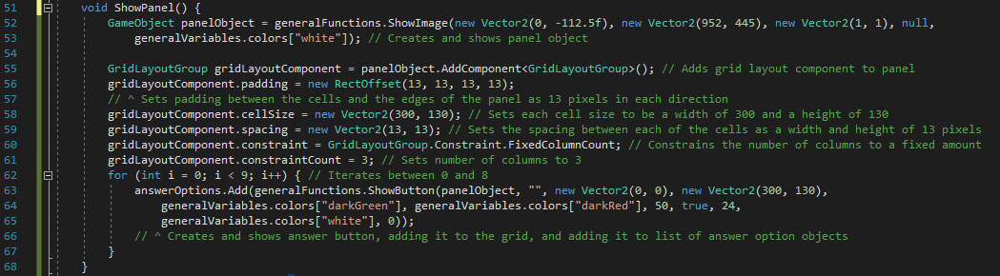 51 void ShowPanel() {
52 GameObject panelObject = generalFunctions.ShowImage(new Vector2(0, -112.5f), new Vector2(952, 445), new Vector2(1, 1), null,
53 generalVariables.colors["white"]); // Creates and shows panel object
54
55 GridLayoutGroup gridLayoutComponent = panelObject.AddComponent<GridLayoutGroup>(); // Adds grid layout component to panel
56 gridLayoutComponent.padding = new RectOffset(13, 13, 13, 13);
57 // ^ Sets padding between the cells and the edges of the panel as 13 pixels in each direction
58 gridLayoutComponent.cellSize = new Vector2(300, 130); // Sets each cell size to be a width of 300 and a height of 130
59 gridLayoutComponent.spacing = new Vector2(13, 13); // Sets the spacing between each of the cells as a width and height of 13 pixels
60 gridLayoutComponent.constraint = GridLayoutGroup.Constraint.FixedColumnCount; // Constrains the number of columns to a fixed amount
61 gridLayoutComponent.constraintCount = 3; // Sets number of columns to 3
62 for (int i = 0; i < 9; i++) { // Iterates between 0 and 8
63 answerOptions.Add(generalFunctions.ShowButton(panelObject, "", new Vector2(0, 0), new Vector2(300, 130),
64 generalVariables.colors["darkGreen"], generalVariables.colors["darkRed"], 50, true, 24,
65 generalVariables.colors["white"], 0));
66 // ^ Creates and shows answer button, adding it to the grid, and adding it to list of answer option objects
67 }
68 }